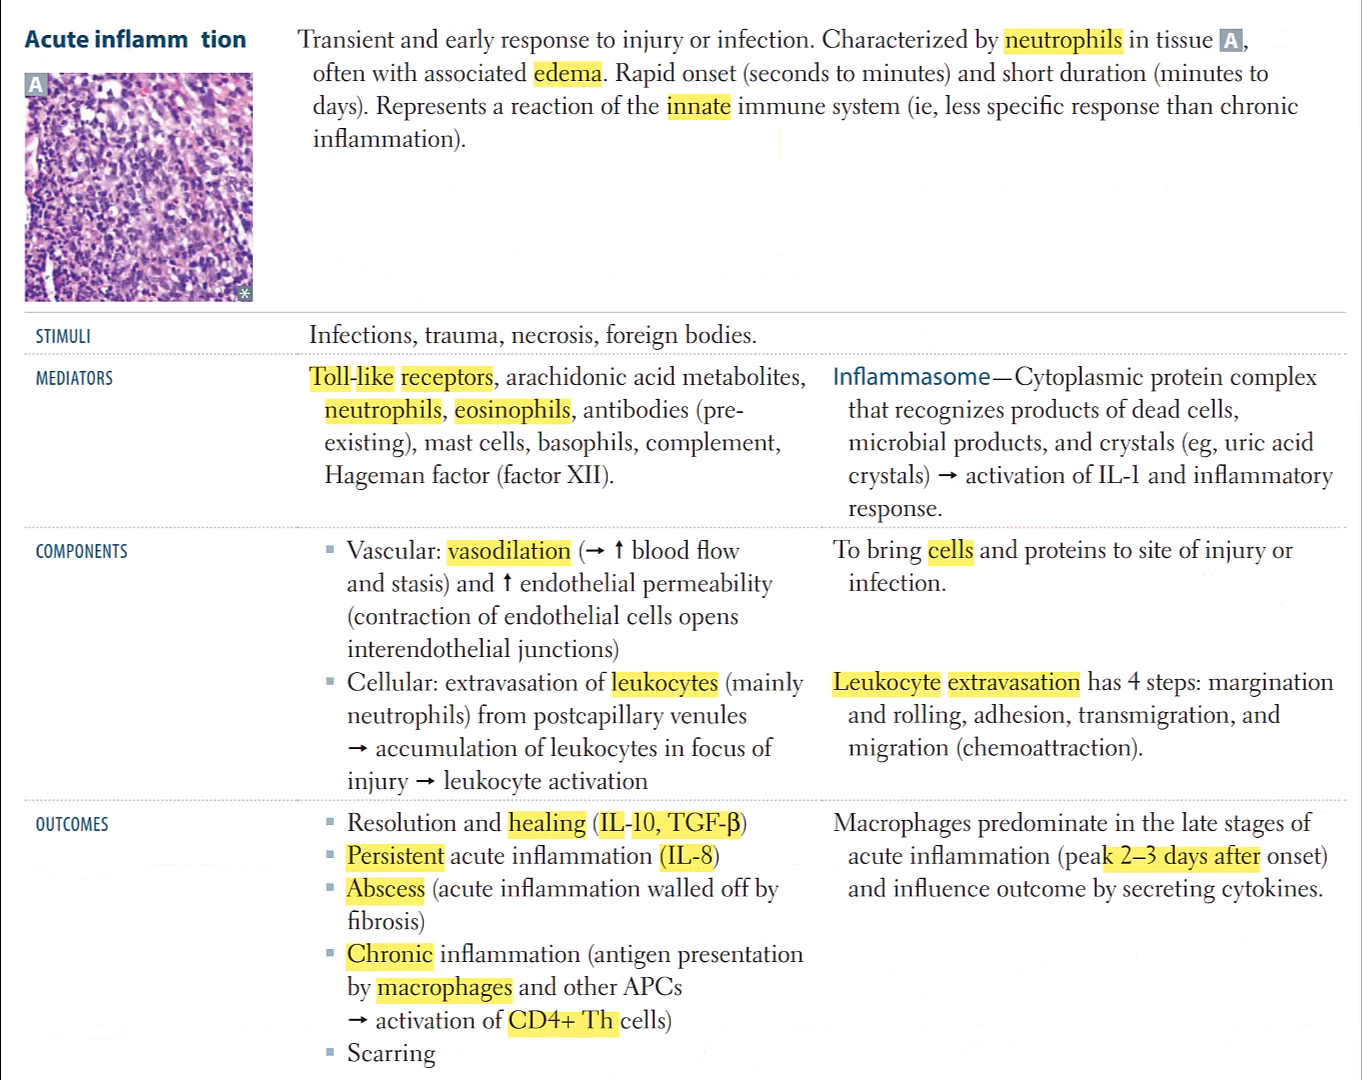 Acute inflamm tion
A
*
Transient and early response to injury or infection. Characterized by neutrophils in tissue A,
often with associated edema. Rapid onset (seconds to minutes) and short duration (minutes to
days). Represents a reaction of the innate immune system (ie, less specific response than chronic
inflammation).
STIMULI
Infections, trauma, necrosis, foreign bodies.
MEDIATORS
Toll-like receptors, arachidonic acid metabolites,
neutrophils, eosinophils, antibodies (pre-
existing), mast cells, basophils, complement,
Hageman factor (factor XII).
Inflammasome—Cytoplasmic protein complex
that recognizes products of dead cells,
microbial products, and crystals (eg, uric acid
crystals) → activation of IL-1 and inflammatory
response.
COMPONENTS
▪ Vascular: vasodilation (→ ↑ blood flow
and stasis) and ↑ endothelial permeability
(contraction of endothelial cells opens
interendothelial junctions)
▪ Cellular: extravasation of leukocytes (mainly
neutrophils) from postcapillary venules
→ accumulation of leukocytes in focus of
injury → leukocyte activation
To bring cells and proteins to site of injury or
infection.
Leukocyte extravasation has 4 steps: margination
and rolling, adhesion, transmigration, and
migration (chemoattraction).
OUTCOMES
▪ Resolution and healing (IL-10, TGF-β)
▪ Persistent acute inflammation (IL-8)
▪ Abscess (acute inflammation walled off by
fibrosis)
▪ Chronic inflammation (antigen presentation
by macrophages and other APCs
→ activation of CD4+ Th cells)
▪ Scarring
Macrophages predominate in the late stages of
acute inflammation (peak 2–3 days after onset)
and influence outcome by secreting cytokines.